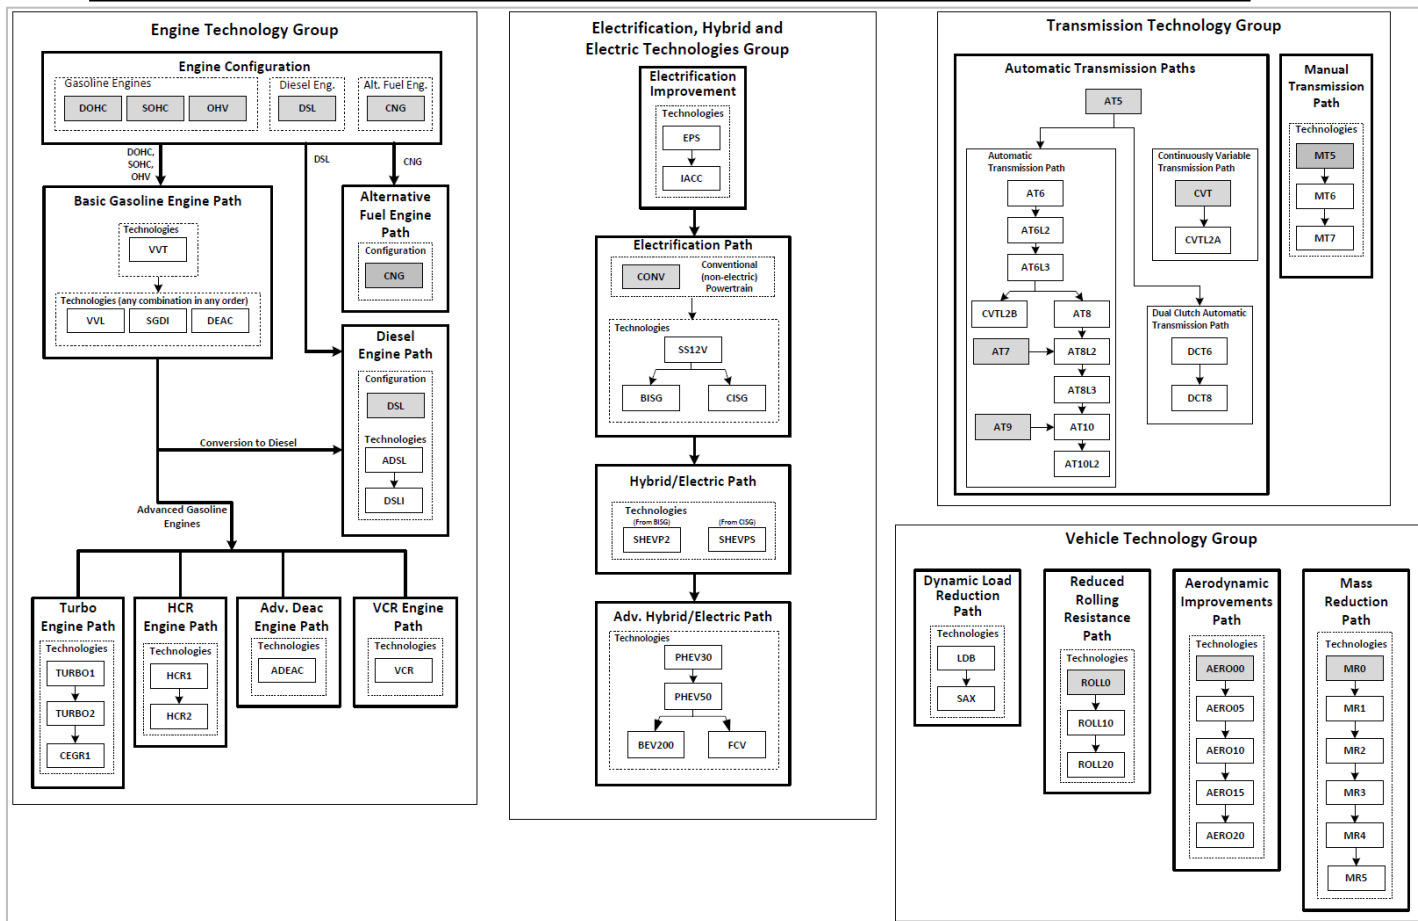 Engine Technology Group
Engine Configuration
Gasoline Engines
DOHC
SOHC
OHV
Diesel Eng.
DSL
Alt. Fuel Eng.
CNG
DOHC,
SOHC,
OHV
DSL
CNG
Basic Gasoline Engine Path
Technologies
VVT
Technologies (any combination in any order)
VVL
SGDI
DEAC
Alternative
Fuel Engine
Path
Configuration
CNG
Diesel
Engine Path
Configuration
DSL
Technologies
ADSL
DSLI
Conversion to Diesel
Advanced Gasoline
Engines
Turbo
Engine Path
Technologies
TURBO1
TURBO2
CEGR1
HCR
Engine Path
Technologies
HCR1
HCR2
Adv. Deac
Engine Path
Technologies
ADEAC
VCR Engine
Path
Technologies
VCR
Electrification, Hybrid and
Electric Technologies Group
Electrification
Improvement
Technologies
EPS
IACC
Electrification Path
CONV
Conventional
(non-electric)
Powertrain
Technologies
SS12V
BISG
CISG
Hybrid/Electric Path
Technologies
(From BISG)
(From CISG)
SHEVP2
SHEVPS
Adv. Hybrid/Electric Path
Technologies
PHEV30
PHEV50
BEV200
FCV
Transmission Technology Group
Automatic Transmission Paths
AT5
Automatic
Transmission Path
AT6
AT6L2
AT6L3
CVTL2B
AT8
AT7
AT8L2
AT8L3
AT9
AT10
AT10L2
Continuously Variable
Transmission Path
CVT
CVTL2A
Dual Clutch Automatic
Transmission Path
DCT6
DCT8
Manual
Transmission
Path
Technologies
MT5
MT6
MT7
Vehicle Technology Group
Dynamic Load
Reduction
Path
Technologies
LDB
SAX
Reduced
Rolling
Resistance
Path
Technologies
ROLL0
ROLL10
ROLL20
Aerodynamic
Improvements
Path
Technologies
AERO00
AERO05
AERO10
AERO15
AERO20
Mass
Reduction
Path
Technologies
MR0
MR1
MR2
MR3
MR4
MR5